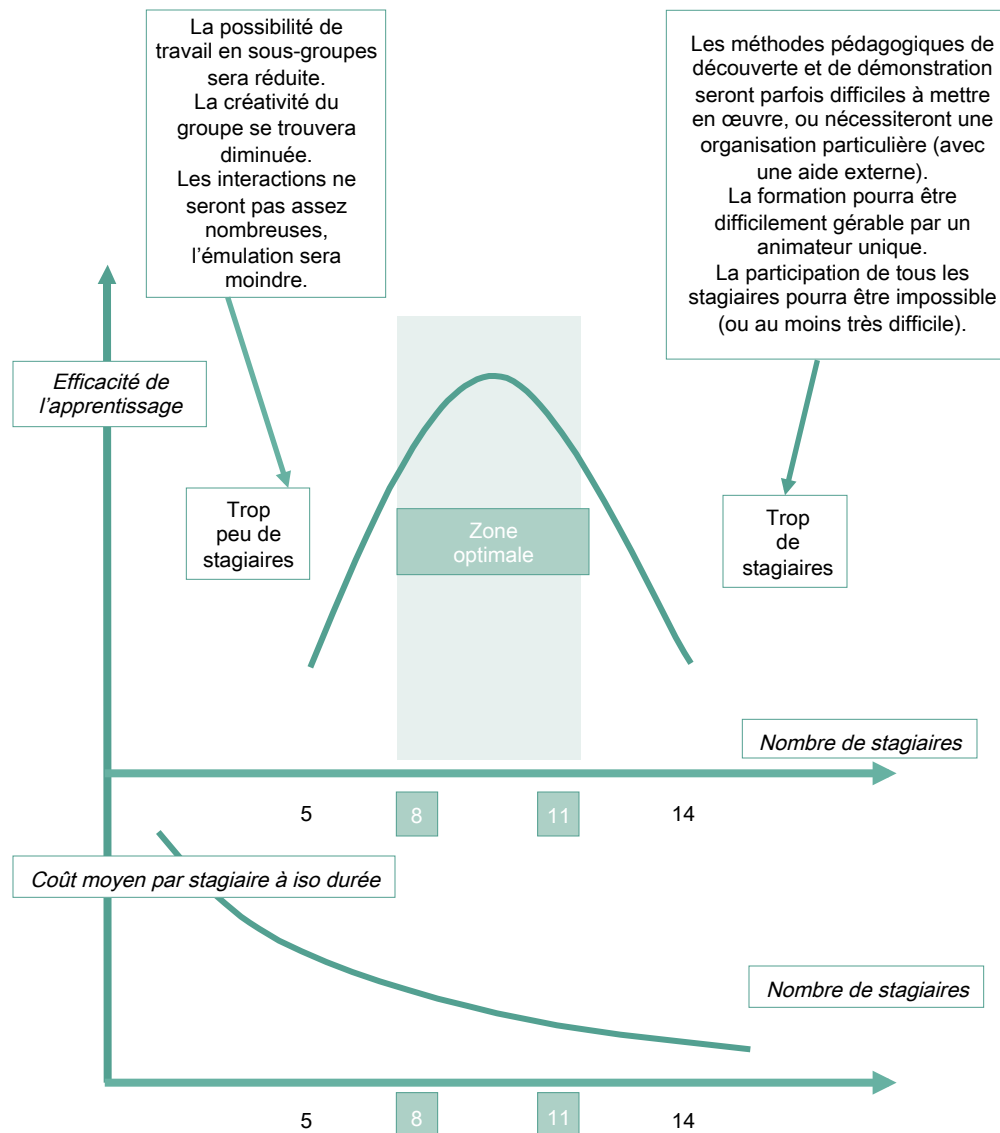 La possibilité de
travail en sous-groupes
sera réduite.
La créativité du
groupe se trouvera
diminuée.
Les interactions ne
seront pas assez
nombreuses,
l’émulation sera
moindre.
Les méthodes pédagogiques de
découverte et de démonstration
seront parfois difficiles à mettre
en œuvre, ou nécessiteront une
organisation particulière (avec
une aide externe).
La formation pourra être
difficilement gérable par un
animateur unique.
La participation de tous les
stagiaires pourra être impossible
(ou au moins très difficile).
Efficacité de
l’apprentissage
Trop
peu de
stagiaires
Zone
optimale
Trop
de
stagiaires
Nombre de stagiaires
5 8 11 14
Coût moyen par stagiaire à iso durée
Nombre de stagiaires
5 8 11 14